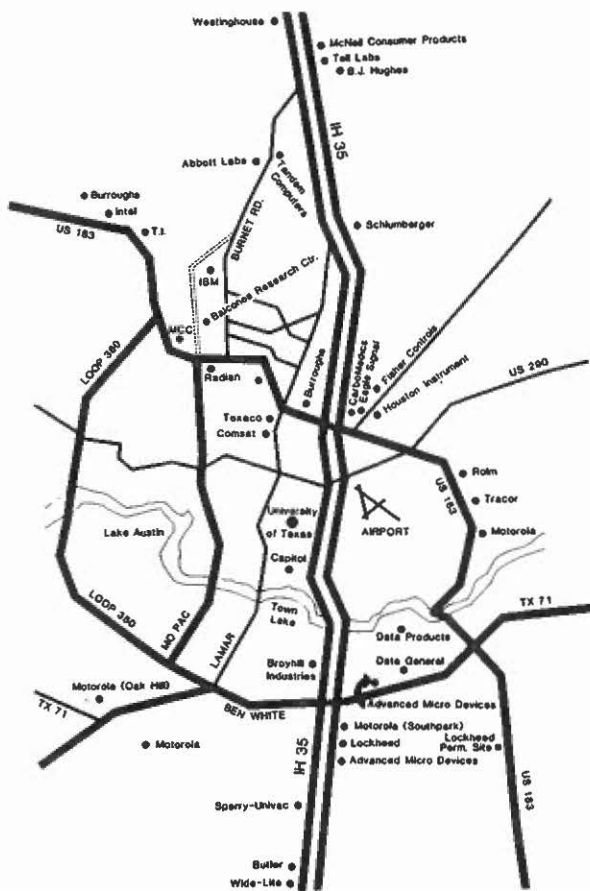 Westinghouse
McNeil Consumer Products
Tell Labs
B.J. Hughes
IH 35
Abbott Labs
Tandem
Computers
Burroughs
Intel
US 183
T.I.
BURNET RD.
Schlumberger
IBM
Balcones Research Ctr.
MCC
LOOP 360
Radian
Burroughs
CarboMedics
Eagle Signal
Fisher Controls
Houston Instrument
US 290
Texaco
Comsat
Rolm
US 183
Tracor
Motorola
University
of Texas
AIRPORT
Lake Austin
Capitol
Town
Lake
LOOP 360
MO PAC
LAMAR
TX 71
Data Products
Broyhill
Industries
Data General
Motorola (Oak Hill)
TX 71
BEN WHITE
Advanced Micro Devices
Motorola
Motorola (Southpark)
Lockheed
Lockheed
Perm. Site
Advanced Micro Devices
IH 35
US 183
Sperry-Univac
Butler
Wide-Lite